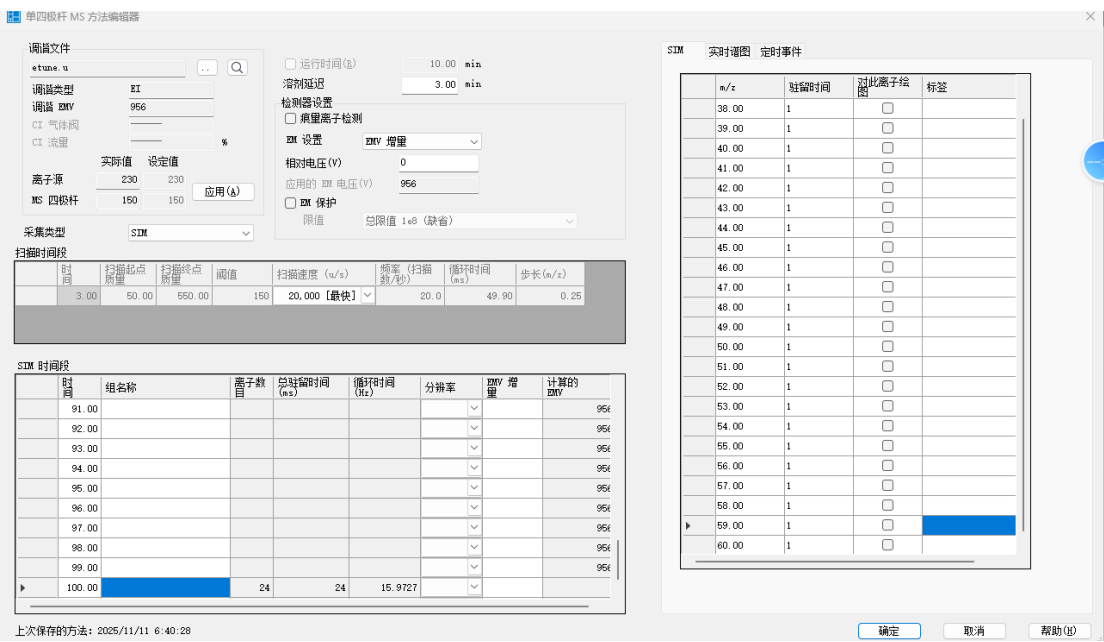 单四极杆 MS 方法编辑器
调谐文件
etune.u
..
调谐类型 EI
调谐 EMV 956
CI 气体阀
CI 流量 %
实际值 设定值
离子源 230 230
MS 四极杆 150 150
应用(A)
采集类型 SIM
运行时间(R) 10.00 min
溶剂延迟 3.00 min
检测器设置
痕量离子检测
EM 设置 EMV 增量
相对电压(V) 0
应用的 EM 电压(V) 956
EM 保护
限值 总限值 1e8 (缺省)
扫描时间段
时间 扫描起点质量 扫描终点质量 阈值 扫描速度 (u/s) 频率 (扫描数/秒) 循环时间 (ms) 步长(m/z)
3.00 50.00 550.00 150 20,000 [最快] 20.0 49.90 0.25
SIM 时间段
时间 组名称 离子数目 总驻留时间 (ms) 循环时间 (Hz) 分辨率 EMV 增量 计算的 EMV
91.00 956
92.00 956
93.00 956
94.00 956
95.00 956
96.00 956
97.00 956
98.00 956
99.00 956
100.00 24 24 15.9727
上次保存的方法: 2025/11/11 6:40:28
SIM 实时谱图 定时事件
m/z 驻留时间 对此离子绘图 标签
38.00 1
39.00 1
40.00 1
41.00 1
42.00 1
43.00 1
44.00 1
45.00 1
46.00 1
47.00 1
48.00 1
49.00 1
50.00 1
51.00 1
52.00 1
53.00 1
54.00 1
55.00 1
56.00 1
57.00 1
58.00 1
59.00 1
60.00 1
确定 取消 帮助(H)